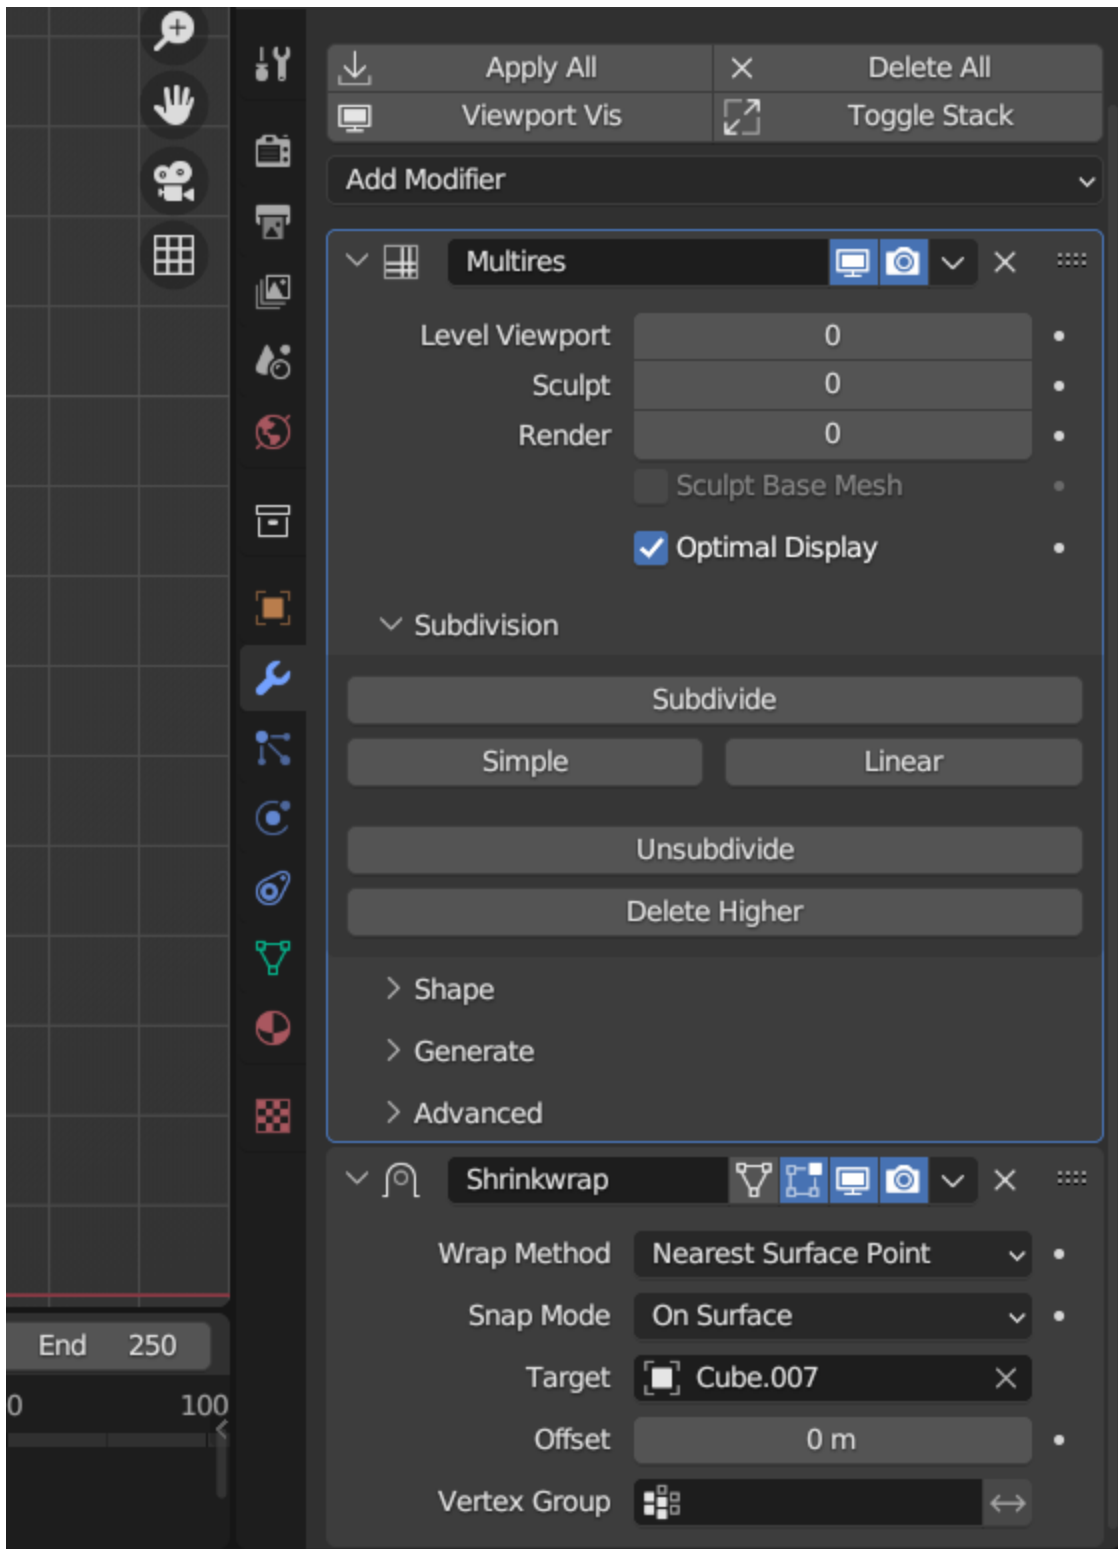 Apply All
Delete All
Viewport Vis
Toggle Stack
Add Modifier
Multires
Level Viewport 0
Sculpt 0
Render 0
Sculpt Base Mesh
Optimal Display
Subdivision
Subdivide
Simple
Linear
Unsubdivide
Delete Higher
Shape
Generate
Advanced
Shrinkwrap
Wrap Method Nearest Surface Point
Snap Mode On Surface
Target Cube.007
Offset 0 m
Vertex Group
End 250
0 100